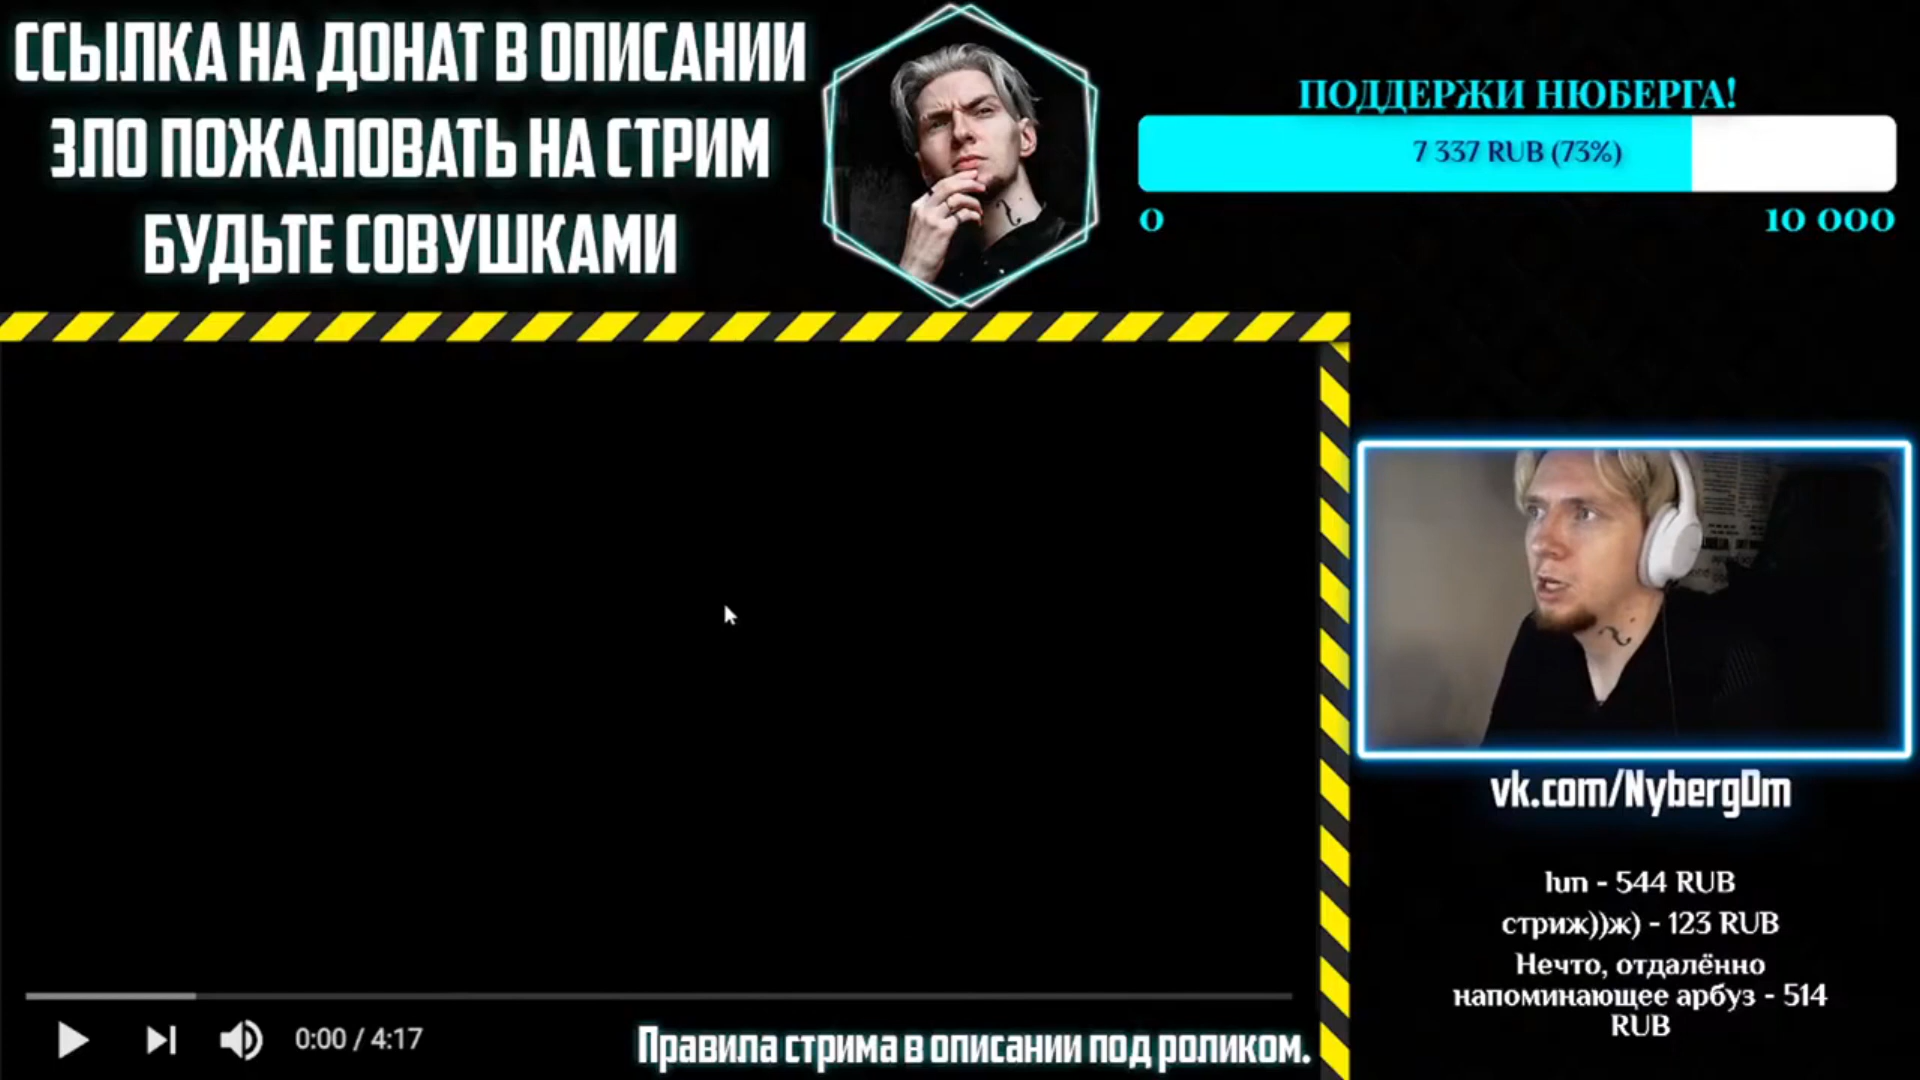 ССЫЛКА НА ДОНАТ В ОПИСАНИИ
ЗЛО ПОЖАЛОВАТЬ НА СТРИМ
БУДЬТЕ СОВУШКАМИ
ПОДДЕРЖИ НЮБЕРГА!
7 337 RUB (73%)
0
10 000
vk.com/NybergDm
lun - 544 RUB
стриж))ж) - 123 RUB
Нечто, отдалённо
напоминающее арбуз - 514
RUB
0:00 / 4:17
Правила стрима в описании под роликом.